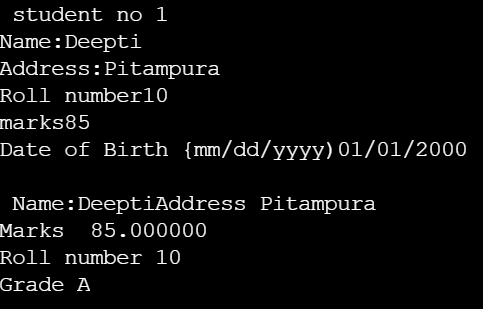 student no 1
Name:Deepti
Address:Pitampura
Roll number10
marks85
Date of Birth {mm/dd/yyyy)01/01/2000
Name:DeeptiAddress Pitampura
Marks  85.000000
Roll number 10
Grade A